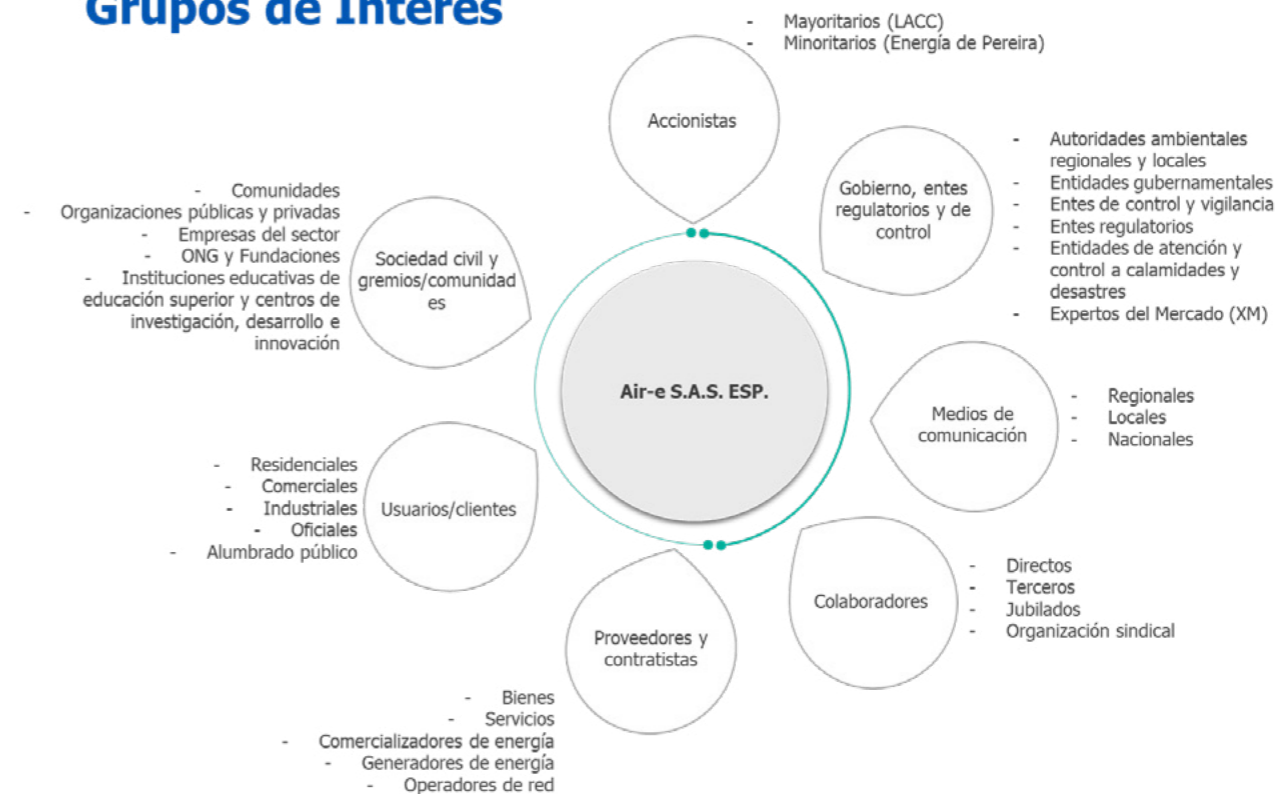 Grupos de Interés
- Mayoritarios (LACC)
- Minoritarios (Energía de Pereira)
Accionistas
Gobierno, entes
regulatorios y de
control
- Autoridades ambientales
regionales y locales
- Entidades gubernamentales
- Entes de control y vigilancia
- Entes regulatorios
- Entidades de atención y
control a calamidades y
desastres
- Expertos del Mercado (XM)
- Comunidades
- Organizaciones públicas y privadas
- Empresas del sector
- ONG y Fundaciones
- Instituciones educativas de
educación superior y centros de
investigación, desarrollo e
innovación
Sociedad civil y
gremios/comunidad
es
Air-e S.A.S. ESP.
Medios de
comunicación
- Regionales
- Locales
- Nacionales
- Residenciales
- Comerciales
- Industriales
- Oficiales
- Alumbrado público
Usuarios/clientes
Colaboradores
- Directos
- Terceros
- Jubilados
- Organización sindical
Proveedores y
contratistas
- Bienes
- Servicios
- Comercializadores de energía
- Generadores de energía
- Operadores de red